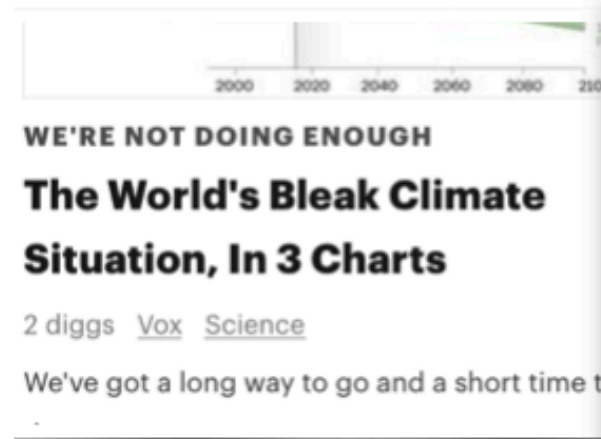 2000 2020 2040 2060 2080 210
WE'RE NOT DOING ENOUGH
The World's Bleak Climate
Situation, In 3 Charts
2 diggs Vox Science
We've got a long way to go and a short time t